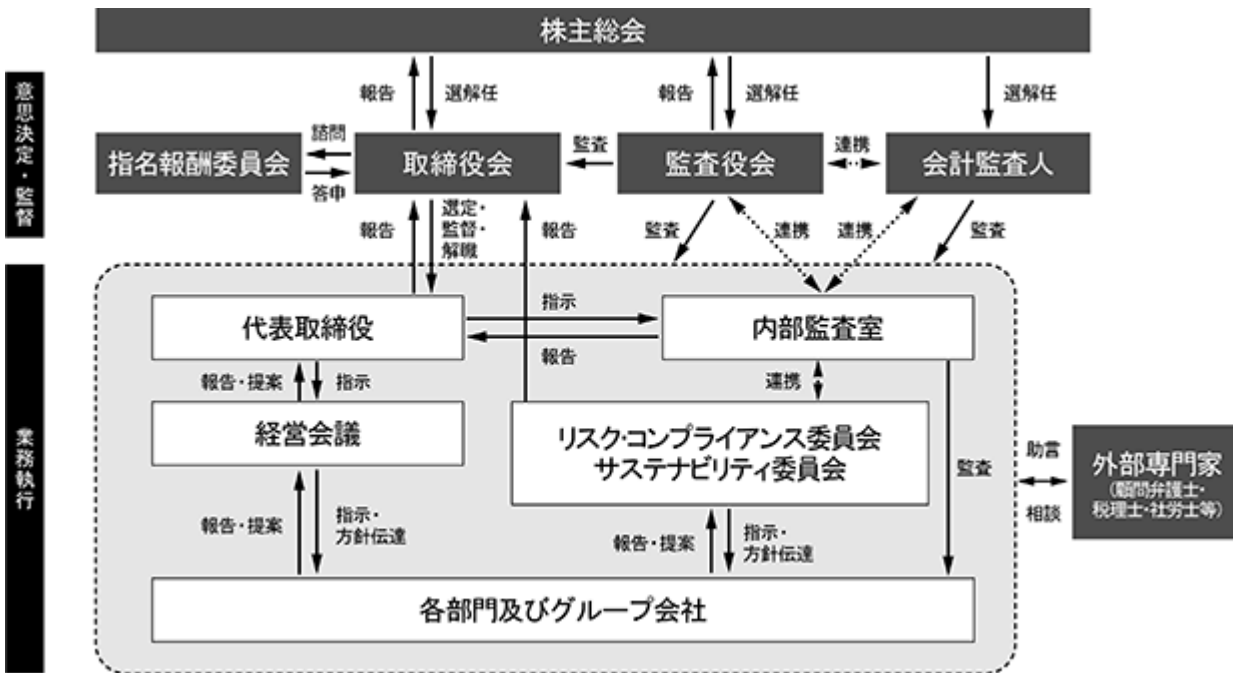 株主総会
意思決定・監督
報告
選解任
報告
選解任
選解任
指名報酬委員会
諮問
答申
取締役会
監査
監査役会
連携
会計監査人
報告
選定・
監督・
解職
報告
監査
連携
連携
監査
業務執行
代表取締役
指示
報告
内部監査室
報告・提案
指示
連携
経営会議
リスク・コンプライアンス委員会
サステナビリティ委員会
監査
助言
相談
外部専門家
(顧問弁護士・
税理士・社労士等)
報告・提案
指示・
方針伝達
報告・提案
指示・
方針伝達
各部門及びグループ会社